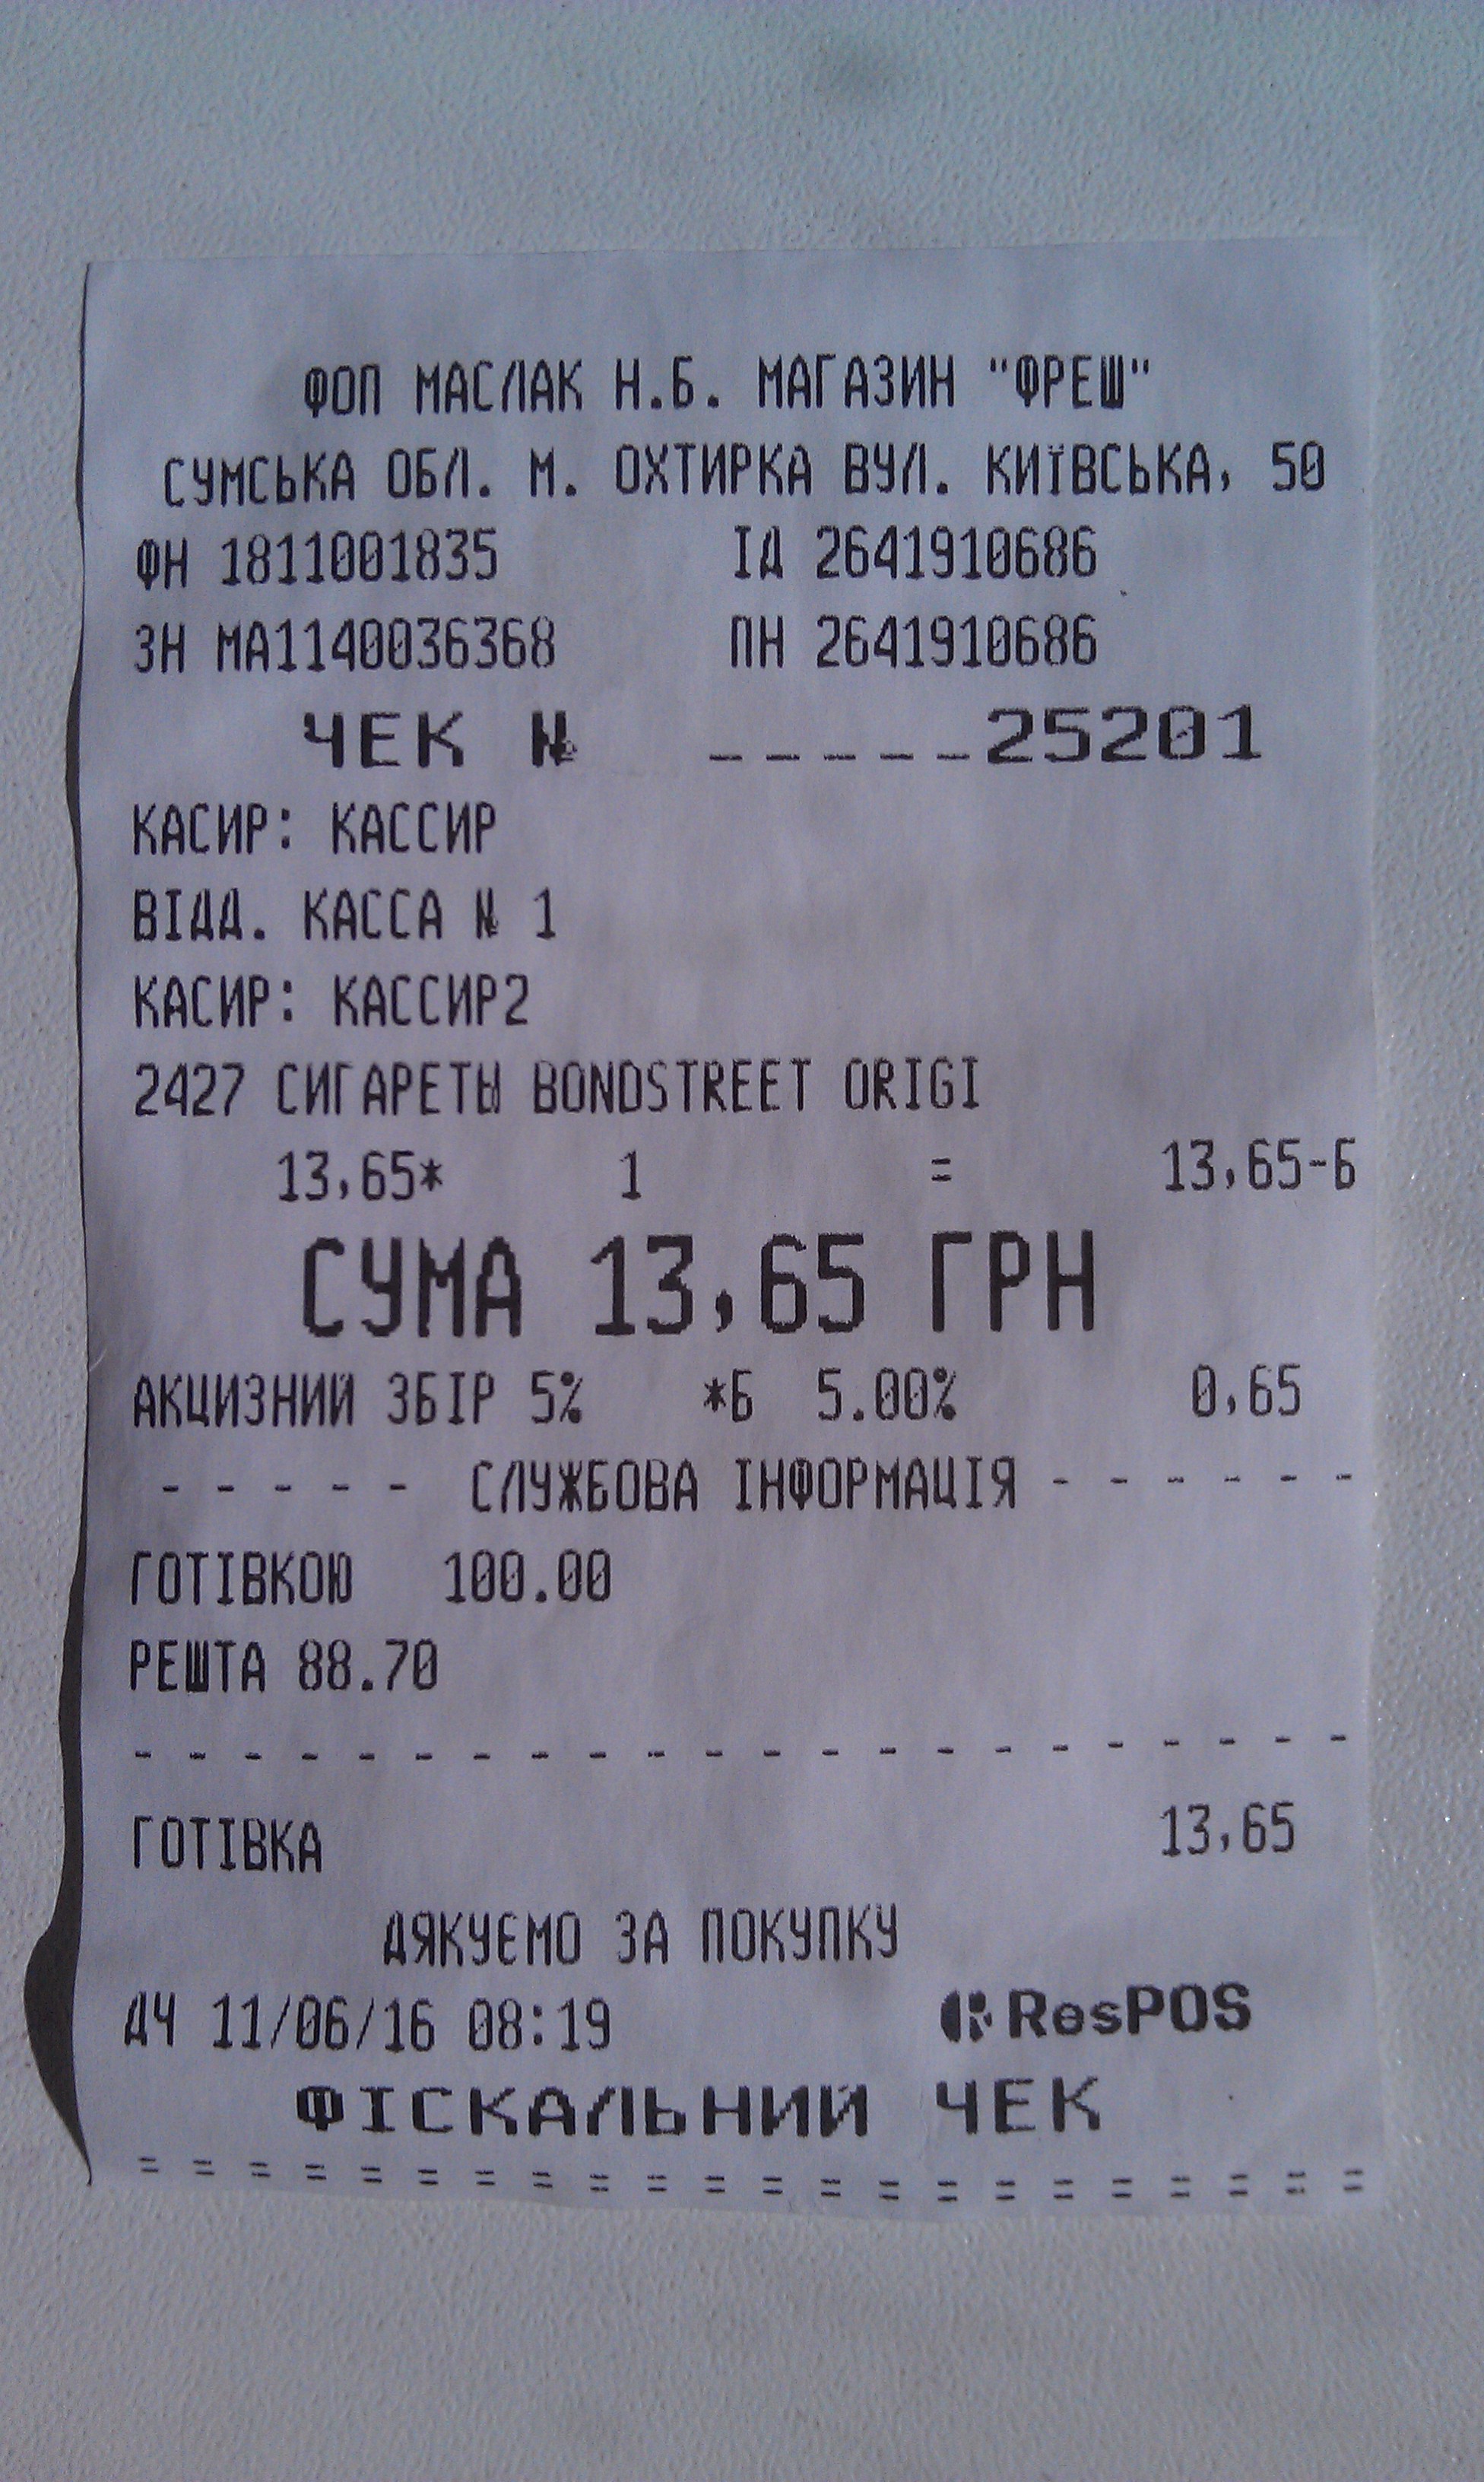 ФОП МАСЛАК Н.Б. МАГАЗИН "ФРЕШ"
СУМСЬКА ОБЛ. М. ОХТИРКА ВУЛ. КИЇВСЬКА, 50
ФН 1811001835 ІД 2641910686
ЗН МА1140036368 ПН 2641910686
ЧЕК № _____25201
КАСИР: КАССИР
ВІДД. КАССА № 1
КАСИР: КАССИР2
2427 СИГАРЕТЫ BONDSTREET ORIGI
13,65* 1 = 13,65-Б
СУМА 13,65 ГРН
АКЦИЗНИЙ ЗБІР 5% *Б 5.00% 0,65
- - - - - СЛУЖБОВА ІНФОРМАЦІЯ - - - - - -
ГОТІВКОЮ 100.00
РЕШТА 88.70
- - - - - - - - - - - - - - - - - - - - - -
ГОТІВКА 13,65
ДЯКУЄМО ЗА ПОКУПКУ
ДЧ 11/06/16 08:19 ResPOS
ФІСКАЛЬНИЙ ЧЕК
= = = = = = = = = = = = = = = = = = = = = =